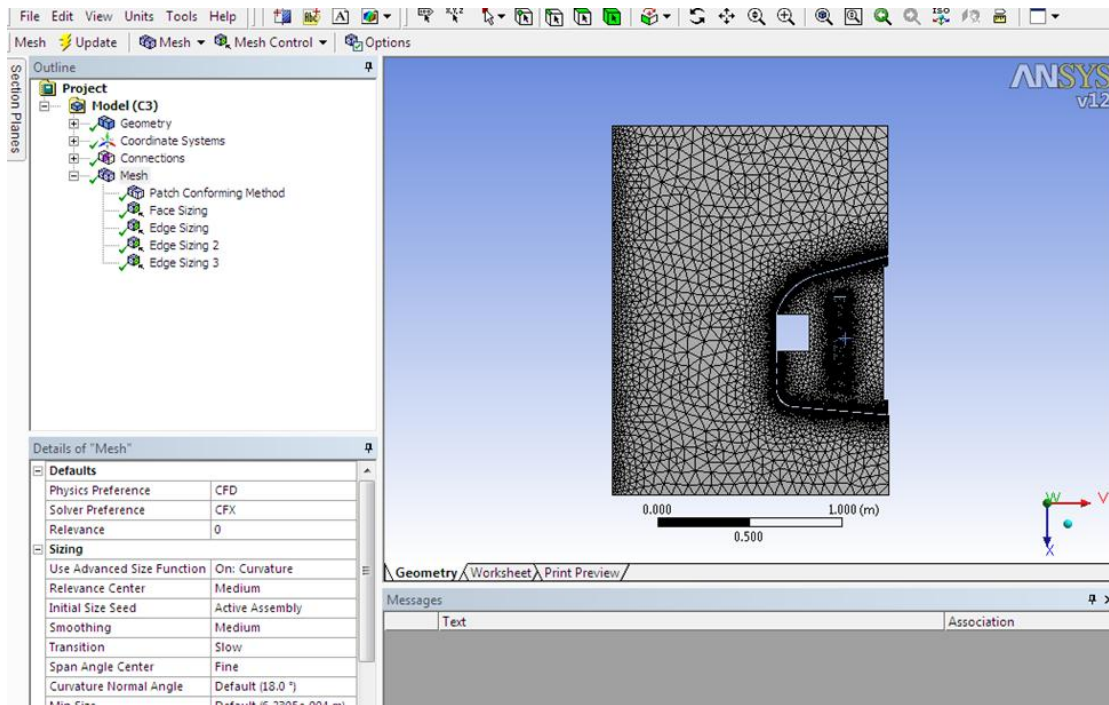 File Edit View Units Tools Help
Mesh Update Mesh Mesh Control Options
Section Planes
Outline
Project
Model (C3)
Geometry
Coordinate Systems
Connections
Mesh
Patch Conforming Method
Face Sizing
Edge Sizing
Edge Sizing 2
Edge Sizing 3
ANSYS
v12
0.000 1.000 (m)
0.500
X
Geometry Worksheet Print Preview
Details of "Mesh"
Defaults
Physics Preference CFD
Solver Preference CFX
Relevance 0
Sizing
Use Advanced Size Function On: Curvature
Relevance Center Medium
Initial Size Seed Active Assembly
Smoothing Medium
Transition Slow
Span Angle Center Fine
Curvature Normal Angle Default (18.0 °)
Messages
Text Association